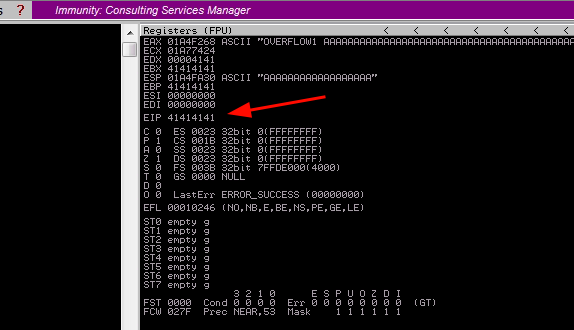 s ? Immunity: Consulting Services Manager
Registers (FPU) < < < < < <
EAX 01A4F268 ASCII "OVERFLOW1 AAAAAAAAAAAAAAAAAAAAAAAAAAAAAAAAAAAAAAA
ECX 01A77424
EDX 00004141
EBX 41414141
ESP 01A4FA30 ASCII "AAAAAAAAAAAAAAAAAA"
EBP 41414141
ESI 00000000
EDI 00000000
EIP 41414141
C 0 ES 0023 32bit 0(FFFFFFFF)
P 1 CS 001B 32bit 0(FFFFFFFF)
A 0 SS 0023 32bit 0(FFFFFFFF)
Z 1 DS 0023 32bit 0(FFFFFFFF)
S 0 FS 003B 32bit 7FFDE000(4000)
T 0 GS 0000 NULL
D 0
O 0 LastErr ERROR_SUCCESS (00000000)
EFL 00010246 (NO,NB,E,BE,NS,PE,GE,LE)
ST0 empty g
ST1 empty g
ST2 empty g
ST3 empty g
ST4 empty g
ST5 empty g
ST6 empty g
ST7 empty g
3 2 1 0 E S P U O Z D I
FST 0000 Cond 0 0 0 0 Err 0 0 0 0 0 0 0 0 (GT)
FCW 027F Prec NEAR,53 Mask 1 1 1 1 1 1